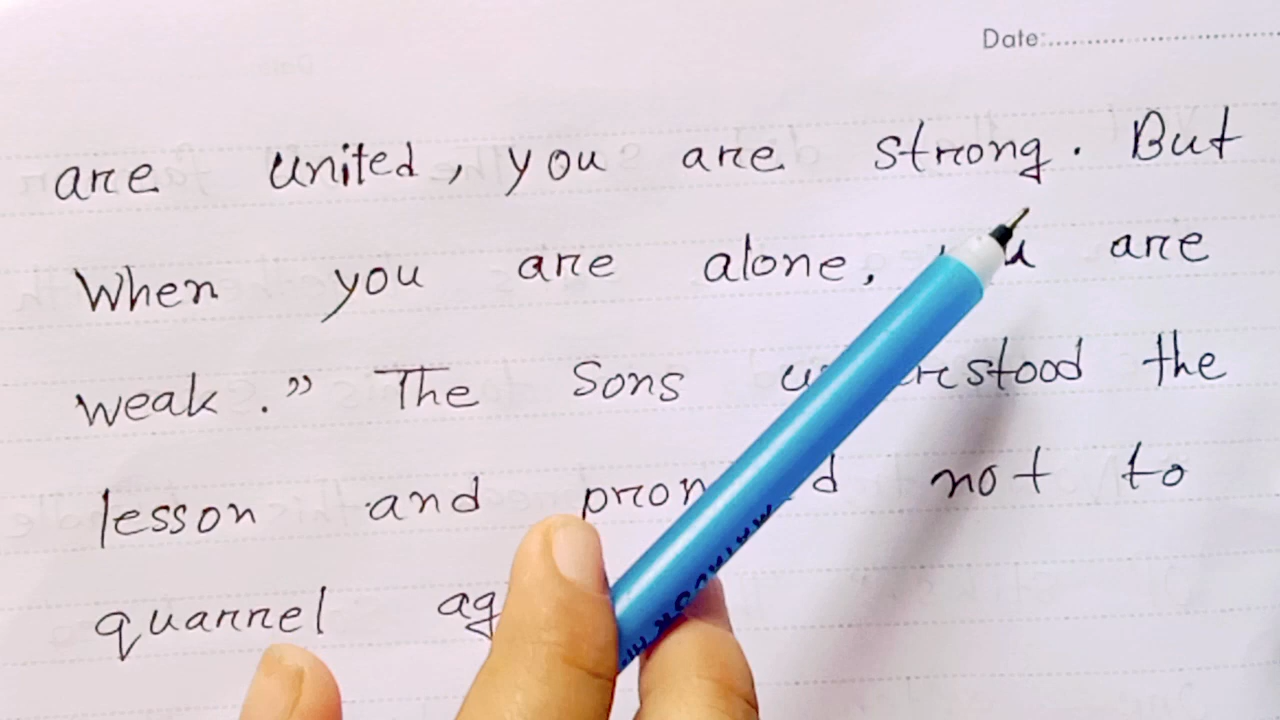 Date:
are united, you are strong. But
When you are alone, are
weak." The Sons the
lesson and not to
quarrel